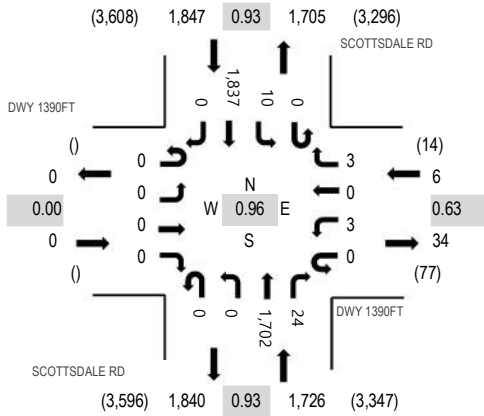 (3,608) 1,847 0.93 1,705 (3,296)
SCOTTSDALE RD
DWY 1390FT
0 1,837 10 0
() 0 3 (14)
0 0 0 6
0.00 0 W N 0.96 S E 3 0.63
0 0 0 34
() (77)
0 0 1,702 24
DWY 1390FT
SCOTTSDALE RD
(3,596) 1,840 0.93 1,726 (3,347)